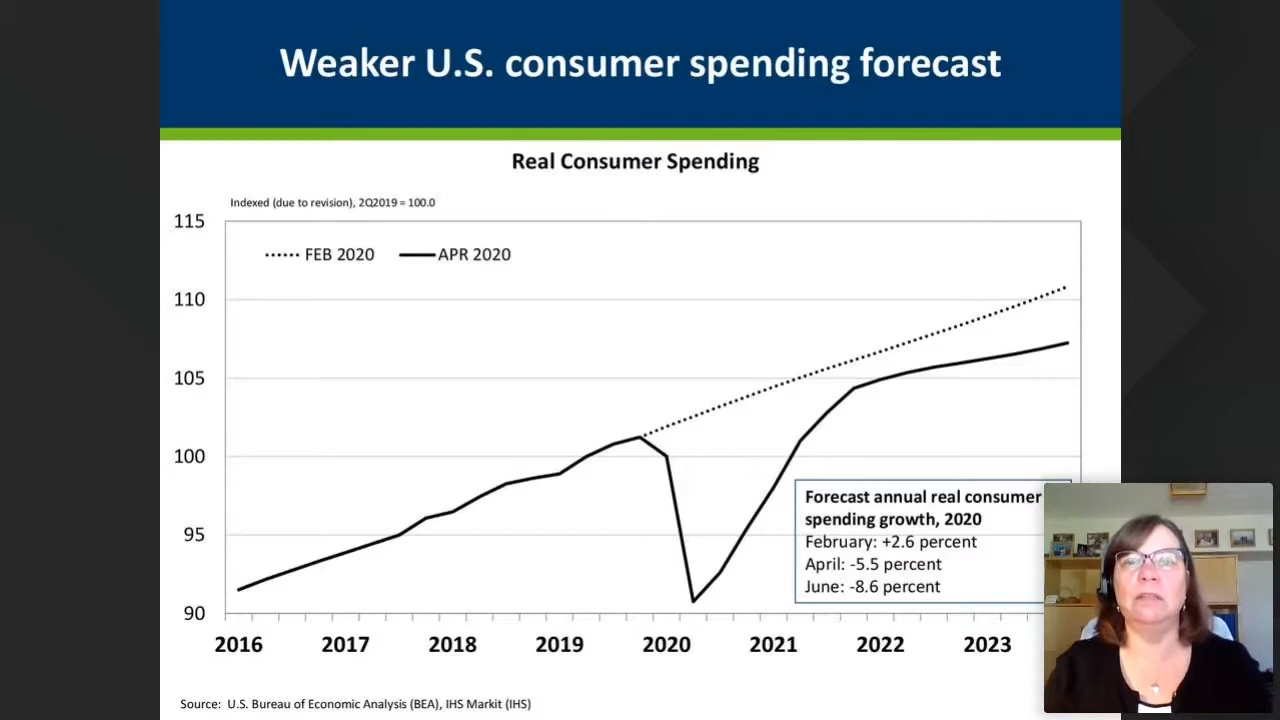 Weaker U.S. consumer spending forecast
Real Consumer Spending
Indexed (due to revision), 2Q2019 = 100.0
115
110
105
100
95
90
FEB 2020
APR 2020
Forecast annual real consumer
spending growth, 2020
February: +2.6 percent
April: -5.5 percent
June: -8.6 percent
2016
2017
2018
2019
2020
2021
2022
2023
Source: U.S. Bureau of Economic Analysis (BEA), IHS Markit (IHS)